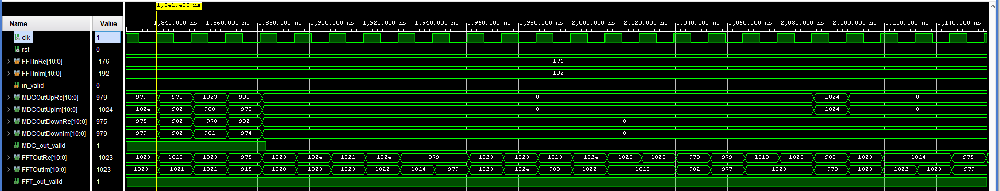 1,841.400 ns
Name Value 1,840.000 ns 1,860.000 ns 1,880.000 ns 1,900.000 ns 1,920.000 ns 1,940.000 ns 1,960.000 ns 1,980.000 ns 2,000.000 ns 2,020.000 ns 2,040.000 ns 2,060.000 ns 2,080.000 ns 2,100.000 ns 2,120.000 ns 2,140.000 ns
clk 1
rst 0
FFTInRe[10:0] -176 -176
FFTInIm[10:0] -192 -192
in_valid 0
MDCOutUpRe[10:0] 979 979 -978 1023 980 0 -1024 0
MDCOutUpIm[10:0] -1024 -1024 -982 980 -978 0 -1024 0
MDCOutDownRe[10:0] 975 975 -982 -978 982 0
MDCOutDownIm[10:0] 979 979 -982 982 -974 0
MDC_out_valid 1
FFTOutRe[10:0] -1023 -1023 1020 1023 -975 1023 -1024 1022 -1024 979 1023 -1023 1023 -1024 -1020 1023 -978 979 1018 1023 980 1023 -1024 975
FFTOutIm[10:0] 1023 1023 -1021 1022 -915 1020 -1023 1023 1022 -1024 -979 1023 -1024 980 1022 -1023 -982 977 1023 -978 1023 -1022 1023 979
FFT_out_valid 1